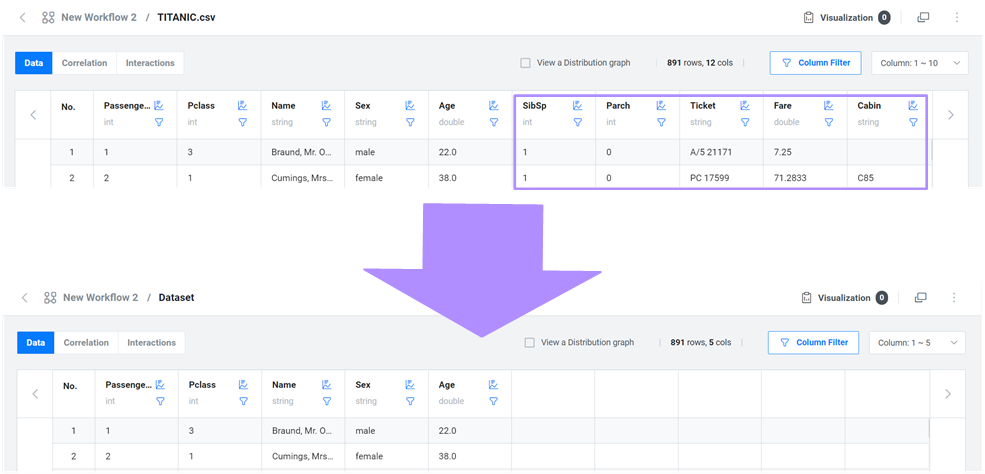 New Workflow 2 / TITANIC.csv Visualization 0
Data Correlation Interactions View a Distribution graph 891 rows, 12 cols Column Filter Column: 1 ~ 10
No. Passenge... Pclass Name Sex Age SibSp Parch Ticket Fare Cabin
int int string string double int int string double string
1 1 3 Braund, Mr. O... male 22.0 1 0 A/5 21171 7.25
2 2 1 Cumings, Mrs... female 38.0 1 0 PC 17599 71.2833 C85
New Workflow 2 / Dataset Visualization 0
Data Correlation Interactions View a Distribution graph 891 rows, 5 cols Column Filter Column: 1 ~ 5
No. Passenge... Pclass Name Sex Age
int int string string double
1 1 3 Braund, Mr. O... male 22.0
2 2 1 Cumings, Mrs... female 38.0